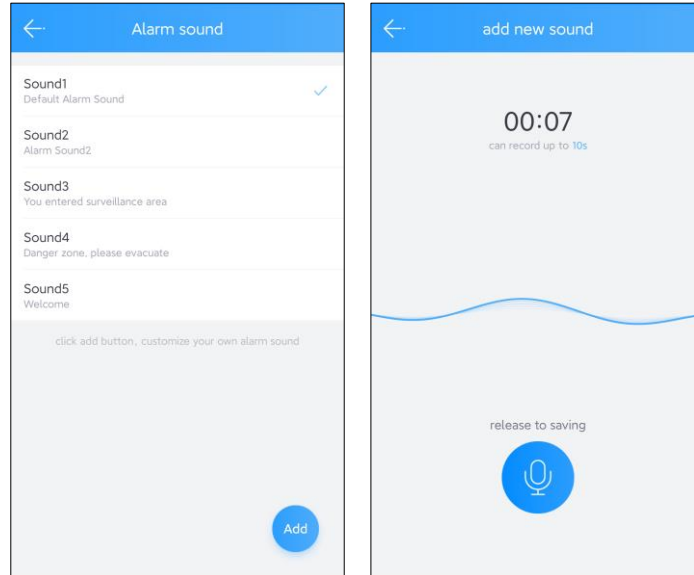 Alarm sound
Sound1
Default Alarm Sound
Sound2
Alarm Sound2
Sound3
You entered surveillance area
Sound4
Danger zone, please evacuate
Sound5
Welcome
click add button, customize your own alarm sound
Add
add new sound
00:07
can record up to 10s
release to saving